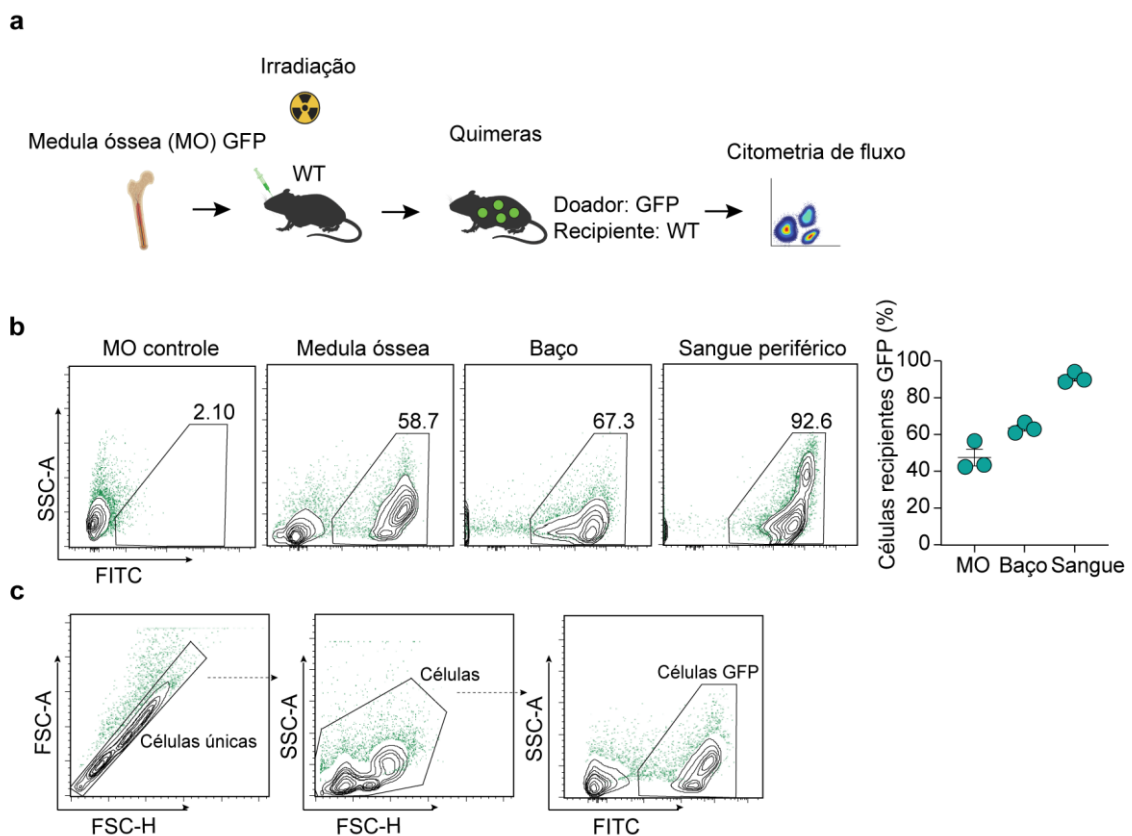 a
Irradiação
Medula óssea (MO) GFP
WT
Quimeras
Doador: GFP
Recipiente: WT
Citometria de fluxo
b
MO controle
Medula óssea
Baço
Sangue periférico
2.10
58.7
67.3
92.6
SSC-A
FITC
Células recipientes GFP (%)
100
80
60
40
20
0
MO Baço Sangue
c
Células únicas
FSC-A
FSC-H
Células
SSC-A
FSC-H
Células GFP
SSC-A
FITC